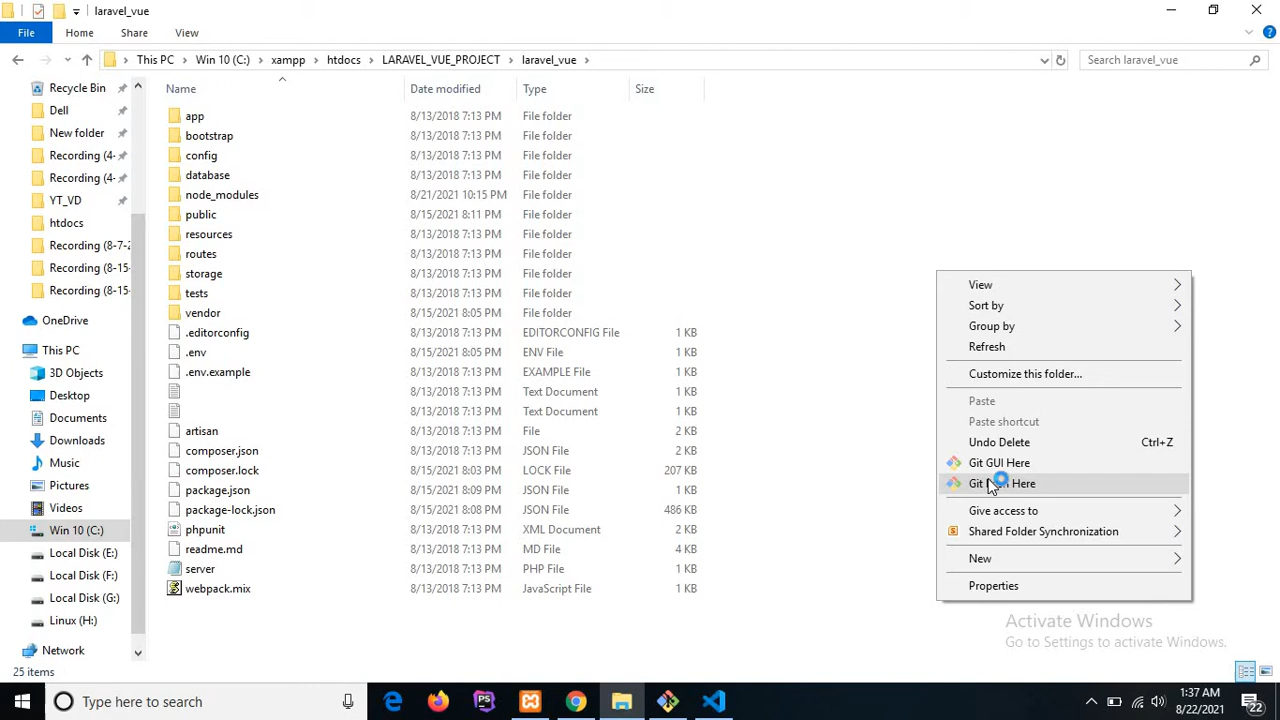 laravel_vue
File Home Share View
This PC Win 10 (C:) xampp htdocs LARAVEL_VUE_PROJECT laravel_vue
Search laravel_vue
Recycle Bin
Dell
New folder
Recording (4-
Recording (4-
YT_VD
htdocs
Recording (8-7-2
Recording (8-15-
Recording (8-15-
OneDrive
This PC
3D Objects
Desktop
Documents
Downloads
Music
Pictures
Videos
Win 10 (C:)
Local Disk (E:)
Local Disk (F:)
Local Disk (G:)
Linux (H:)
Network
Name Date modified Type Size
app 8/13/2018 7:13 PM File folder
bootstrap 8/13/2018 7:13 PM File folder
config 8/13/2018 7:13 PM File folder
database 8/13/2018 7:13 PM File folder
node_modules 8/21/2021 10:15 PM File folder
public 8/15/2021 8:11 PM File folder
resources 8/13/2018 7:13 PM File folder
routes 8/13/2018 7:13 PM File folder
storage 8/13/2018 7:13 PM File folder
tests 8/13/2018 7:13 PM File folder
vendor 8/15/2021 8:05 PM File folder
.editorconfig 8/13/2018 7:13 PM EDITORCONFIG File 1 KB
.env 8/15/2021 8:05 PM ENV File 1 KB
.env.example 8/13/2018 7:13 PM EXAMPLE File 1 KB
8/13/2018 7:13 PM Text Document 1 KB
8/13/2018 7:13 PM Text Document 1 KB
artisan 8/13/2018 7:13 PM File 2 KB
composer.json 8/13/2018 7:13 PM JSON File 2 KB
composer.lock 8/15/2021 8:03 PM LOCK File 207 KB
package.json 8/15/2021 8:09 PM JSON File 1 KB
package-lock.json 8/15/2021 8:08 PM JSON File 486 KB
phpunit 8/13/2018 7:13 PM XML Document 2 KB
readme.md 8/13/2018 7:13 PM MD File 4 KB
server 8/13/2018 7:13 PM PHP File 1 KB
webpack.mix 8/13/2018 7:13 PM JavaScript File 1 KB
View
Sort by
Group by
Refresh
Customize this folder...
Paste
Paste shortcut
Undo Delete Ctrl+Z
Git GUI Here
Git Here
Give access to
Shared Folder Synchronization
New
Properties
Activate Windows
Go to Settings to activate Windows.
25 items
Type here to search
1:37 AM
8/22/2021
22